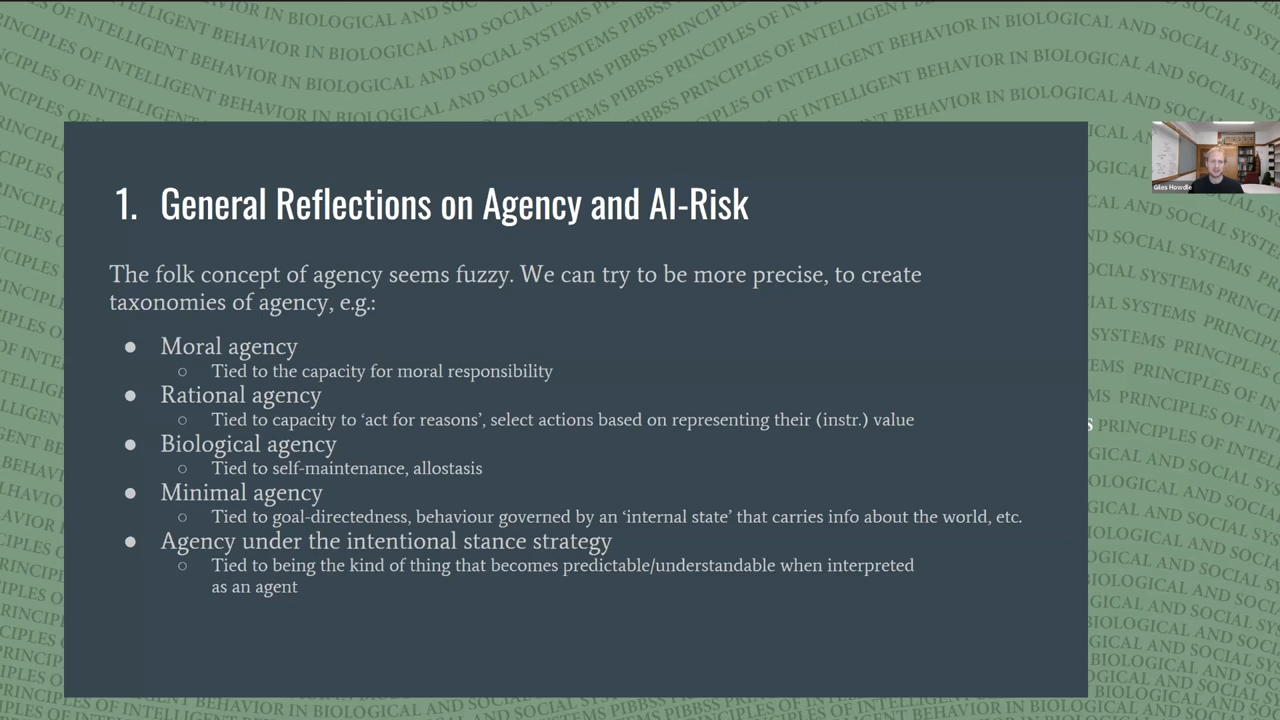 1. General Reflections on Agency and AI-Risk
The folk concept of agency seems fuzzy. We can try to be more precise, to create
taxonomies of agency, e.g.:
● Moral agency
○ Tied to the capacity for moral responsibility
● Rational agency
○ Tied to capacity to ‘act for reasons’, select actions based on representing their (instr.) value
● Biological agency
○ Tied to self-maintenance, allostasis
● Minimal agency
○ Tied to goal-directedness, behaviour governed by an ‘internal state’ that carries info about the world, etc.
● Agency under the intentional stance strategy
○ Tied to being the kind of thing that becomes predictable/understandable when interpreted
as an agent
Giles Howdle
PIBBSS PRINCIPLES OF INTELLIGENT BEHAVIOR IN BIOLOGICAL AND SOCIAL SYSTEMS